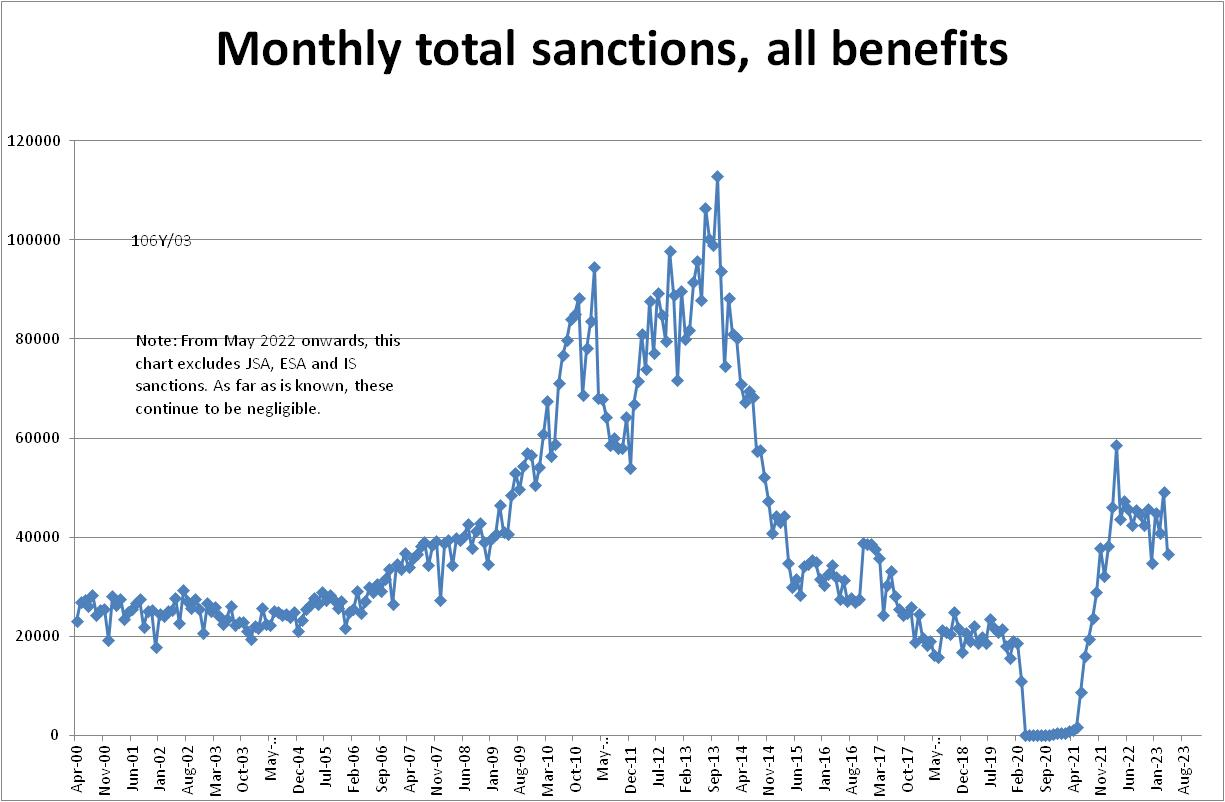 Monthly total sanctions, all benefits
120000
100000
80000
60000
40000
20000
0
106Y/03
Note: From May 2022 onwards, this
chart excludes JSA, ESA and IS
sanctions. As far as is known, these
continue to be negligible.
Apr-00
Nov-00
Jun-01
Jan-02
Aug-02
Mar-03
Oct-03
May-..
Dec-04
Jul-05
Feb-06
Sep-06
Apr-07
Nov-07
Jun-08
Jan-09
Aug-09
Mar-10
Oct-10
May-..
Dec-11
Jul-12
Feb-13
Sep-13
Apr-14
Nov-14
Jun-15
Jan-16
Aug-16
Mar-17
Oct-17
May-..
Dec-18
Jul-19
Feb-20
Sep-20
Apr-21
Nov-21
Jun-22
Jan-23
Aug-23